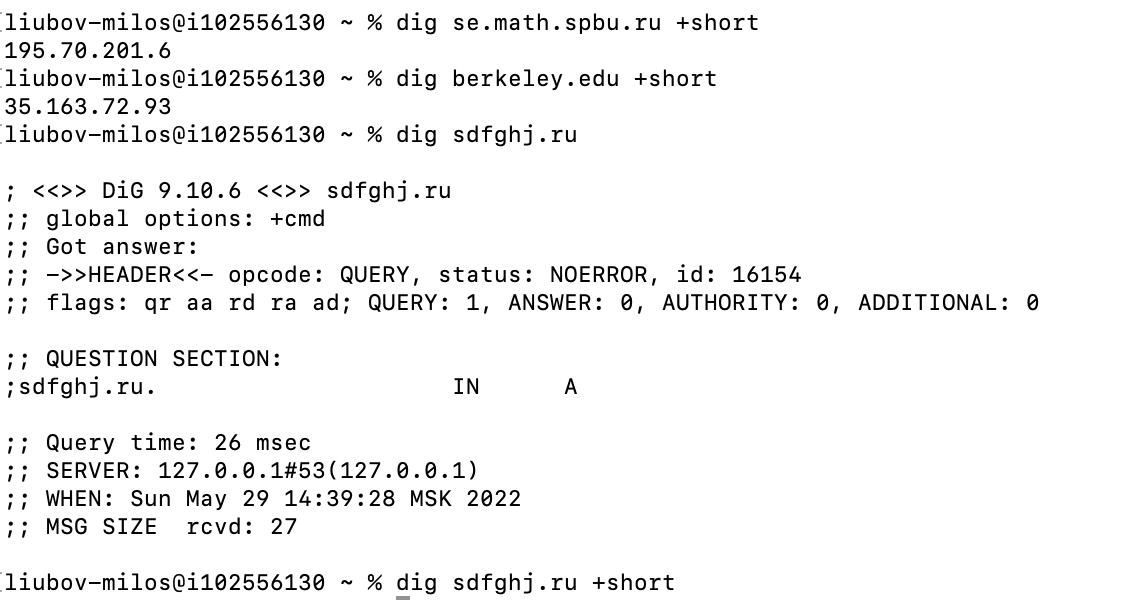 liubov-milos@i102556130 ~ % dig se.math.spbu.ru +short
195.70.201.6
liubov-milos@i102556130 ~ % dig berkeley.edu +short
35.163.72.93
liubov-milos@i102556130 ~ % dig sdfghj.ru
; <<>> DiG 9.10.6 <<>> sdfghj.ru
;; global options: +cmd
;; Got answer:
;; ->>HEADER<<- opcode: QUERY, status: NOERROR, id: 16154
;; flags: qr aa rd ra ad; QUERY: 1, ANSWER: 0, AUTHORITY: 0, ADDITIONAL: 0
;; QUESTION SECTION:
;sdfghj.ru. IN A
;; Query time: 26 msec
;; SERVER: 127.0.0.1#53(127.0.0.1)
;; WHEN: Sun May 29 14:39:28 MSK 2022
;; MSG SIZE rcvd: 27
liubov-milos@i102556130 ~ % dig sdfghj.ru +short